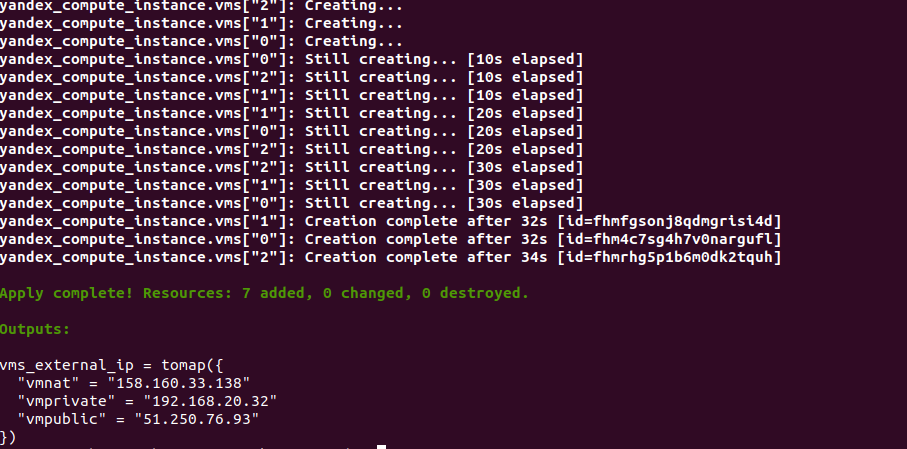 yandex_compute_instance.vms["2"]: Creating...
yandex_compute_instance.vms["1"]: Creating...
yandex_compute_instance.vms["0"]: Creating...
yandex_compute_instance.vms["0"]: Still creating... [10s elapsed]
yandex_compute_instance.vms["2"]: Still creating... [10s elapsed]
yandex_compute_instance.vms["1"]: Still creating... [10s elapsed]
yandex_compute_instance.vms["1"]: Still creating... [20s elapsed]
yandex_compute_instance.vms["0"]: Still creating... [20s elapsed]
yandex_compute_instance.vms["2"]: Still creating... [20s elapsed]
yandex_compute_instance.vms["2"]: Still creating... [30s elapsed]
yandex_compute_instance.vms["1"]: Still creating... [30s elapsed]
yandex_compute_instance.vms["0"]: Still creating... [30s elapsed]
yandex_compute_instance.vms["1"]: Creation complete after 32s [id=fhmfgsonj8qdmgrisi4d]
yandex_compute_instance.vms["0"]: Creation complete after 32s [id=fhm4c7sg4h7v0nargufl]
yandex_compute_instance.vms["2"]: Creation complete after 34s [id=fhmrhg5p1b6m0dk2tquh]
Apply complete! Resources: 7 added, 0 changed, 0 destroyed.
Outputs:
vms_external_ip = tomap({
  "vmnat" = "158.160.33.138"
  "vmprivate" = "192.168.20.32"
  "vmpublic" = "51.250.76.93"
})